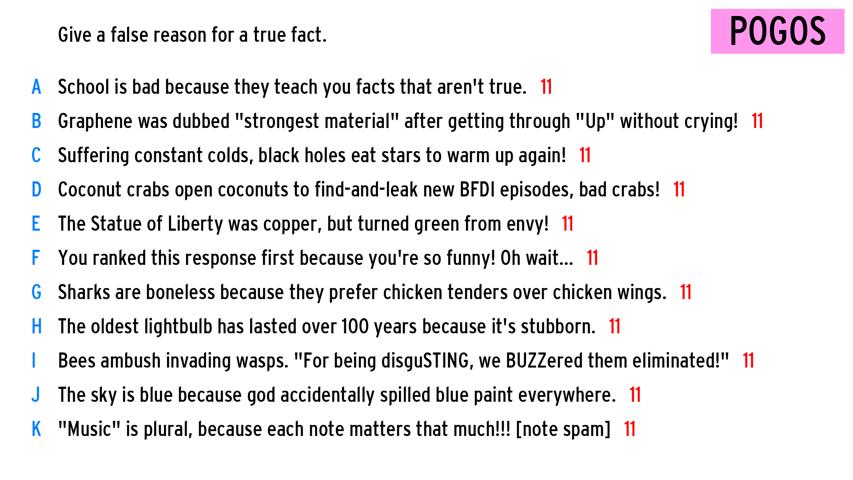 Give a false reason for a true fact.
POGOS
A School is bad because they teach you facts that aren't true. 11
B Graphene was dubbed "strongest material" after getting through "Up" without crying! 11
C Suffering constant colds, black holes eat stars to warm up again! 11
D Coconut crabs open coconuts to find-and-leak new BFDI episodes, bad crabs! 11
E The Statue of Liberty was copper, but turned green from envy! 11
F You ranked this response first because you're so funny! Oh wait... 11
G Sharks are boneless because they prefer chicken tenders over chicken wings. 11
H The oldest lightbulb has lasted over 100 years because it's stubborn. 11
I Bees ambush invading wasps. "For being disguSTING, we BUZZered them eliminated!" 11
J The sky is blue because god accidentally spilled blue paint everywhere. 11
K "Music" is plural, because each note matters that much!!! [note spam] 11